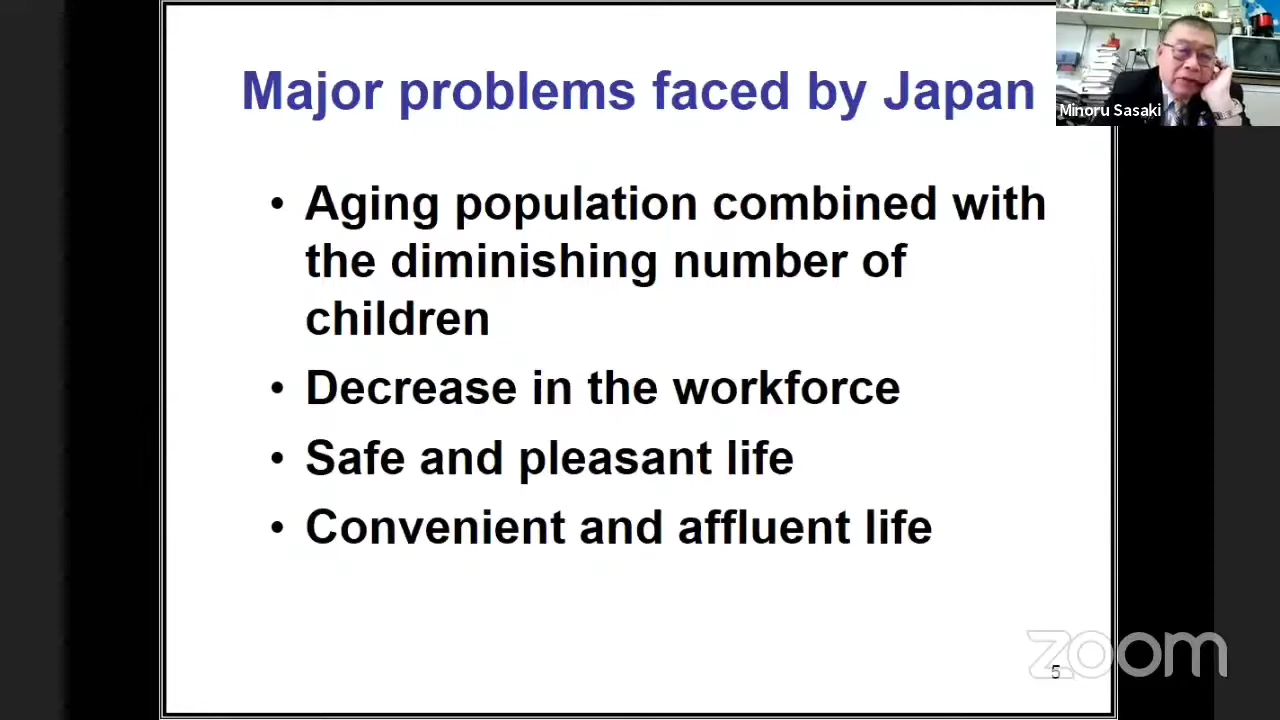 Major problems faced by Japan
Minoru Sasaki
• Aging population combined with
the diminishing number of
children
• Decrease in the workforce
• Safe and pleasant life
• Convenient and affluent life
zoom
5